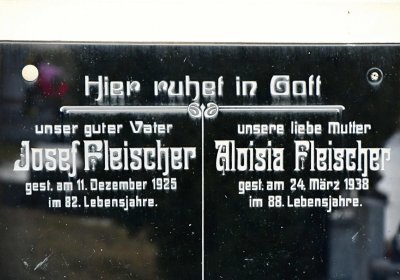 Hier ruhet in Gott
unser guter Vater
Josef Fleischer
gest. am 11. Dezember 1925
im 82. Lebensjahre.
unsere liebe Mutter
Aloisia Fleischer
gest. am 24. März 1938
im 88. Lebensjahre.